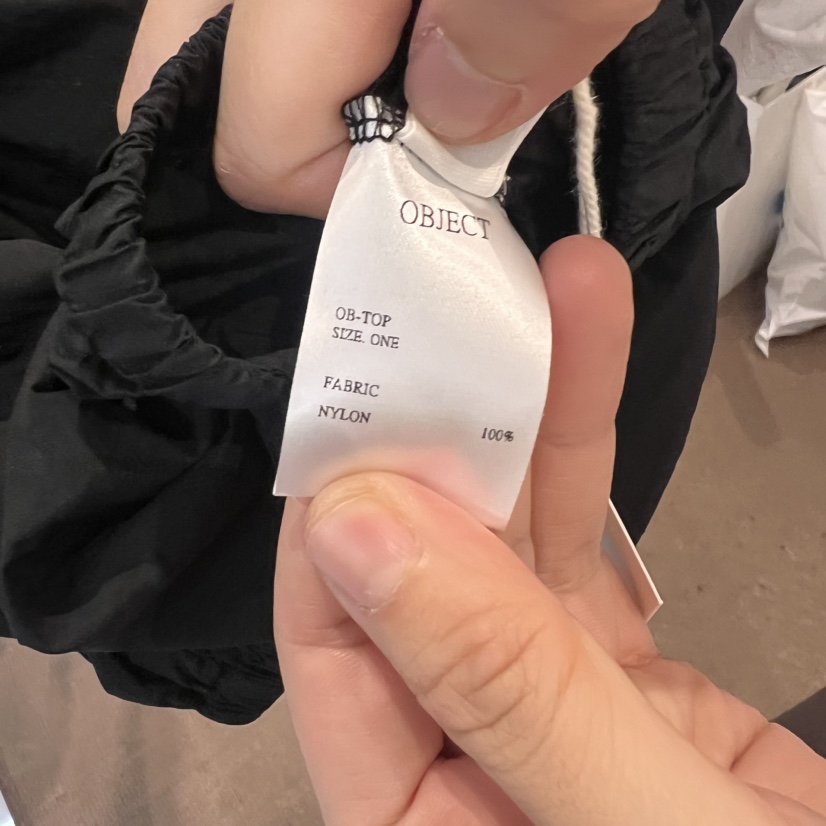 OBJECT
OB-TOP
SIZE. ONE
FABRIC
NYLON 100%